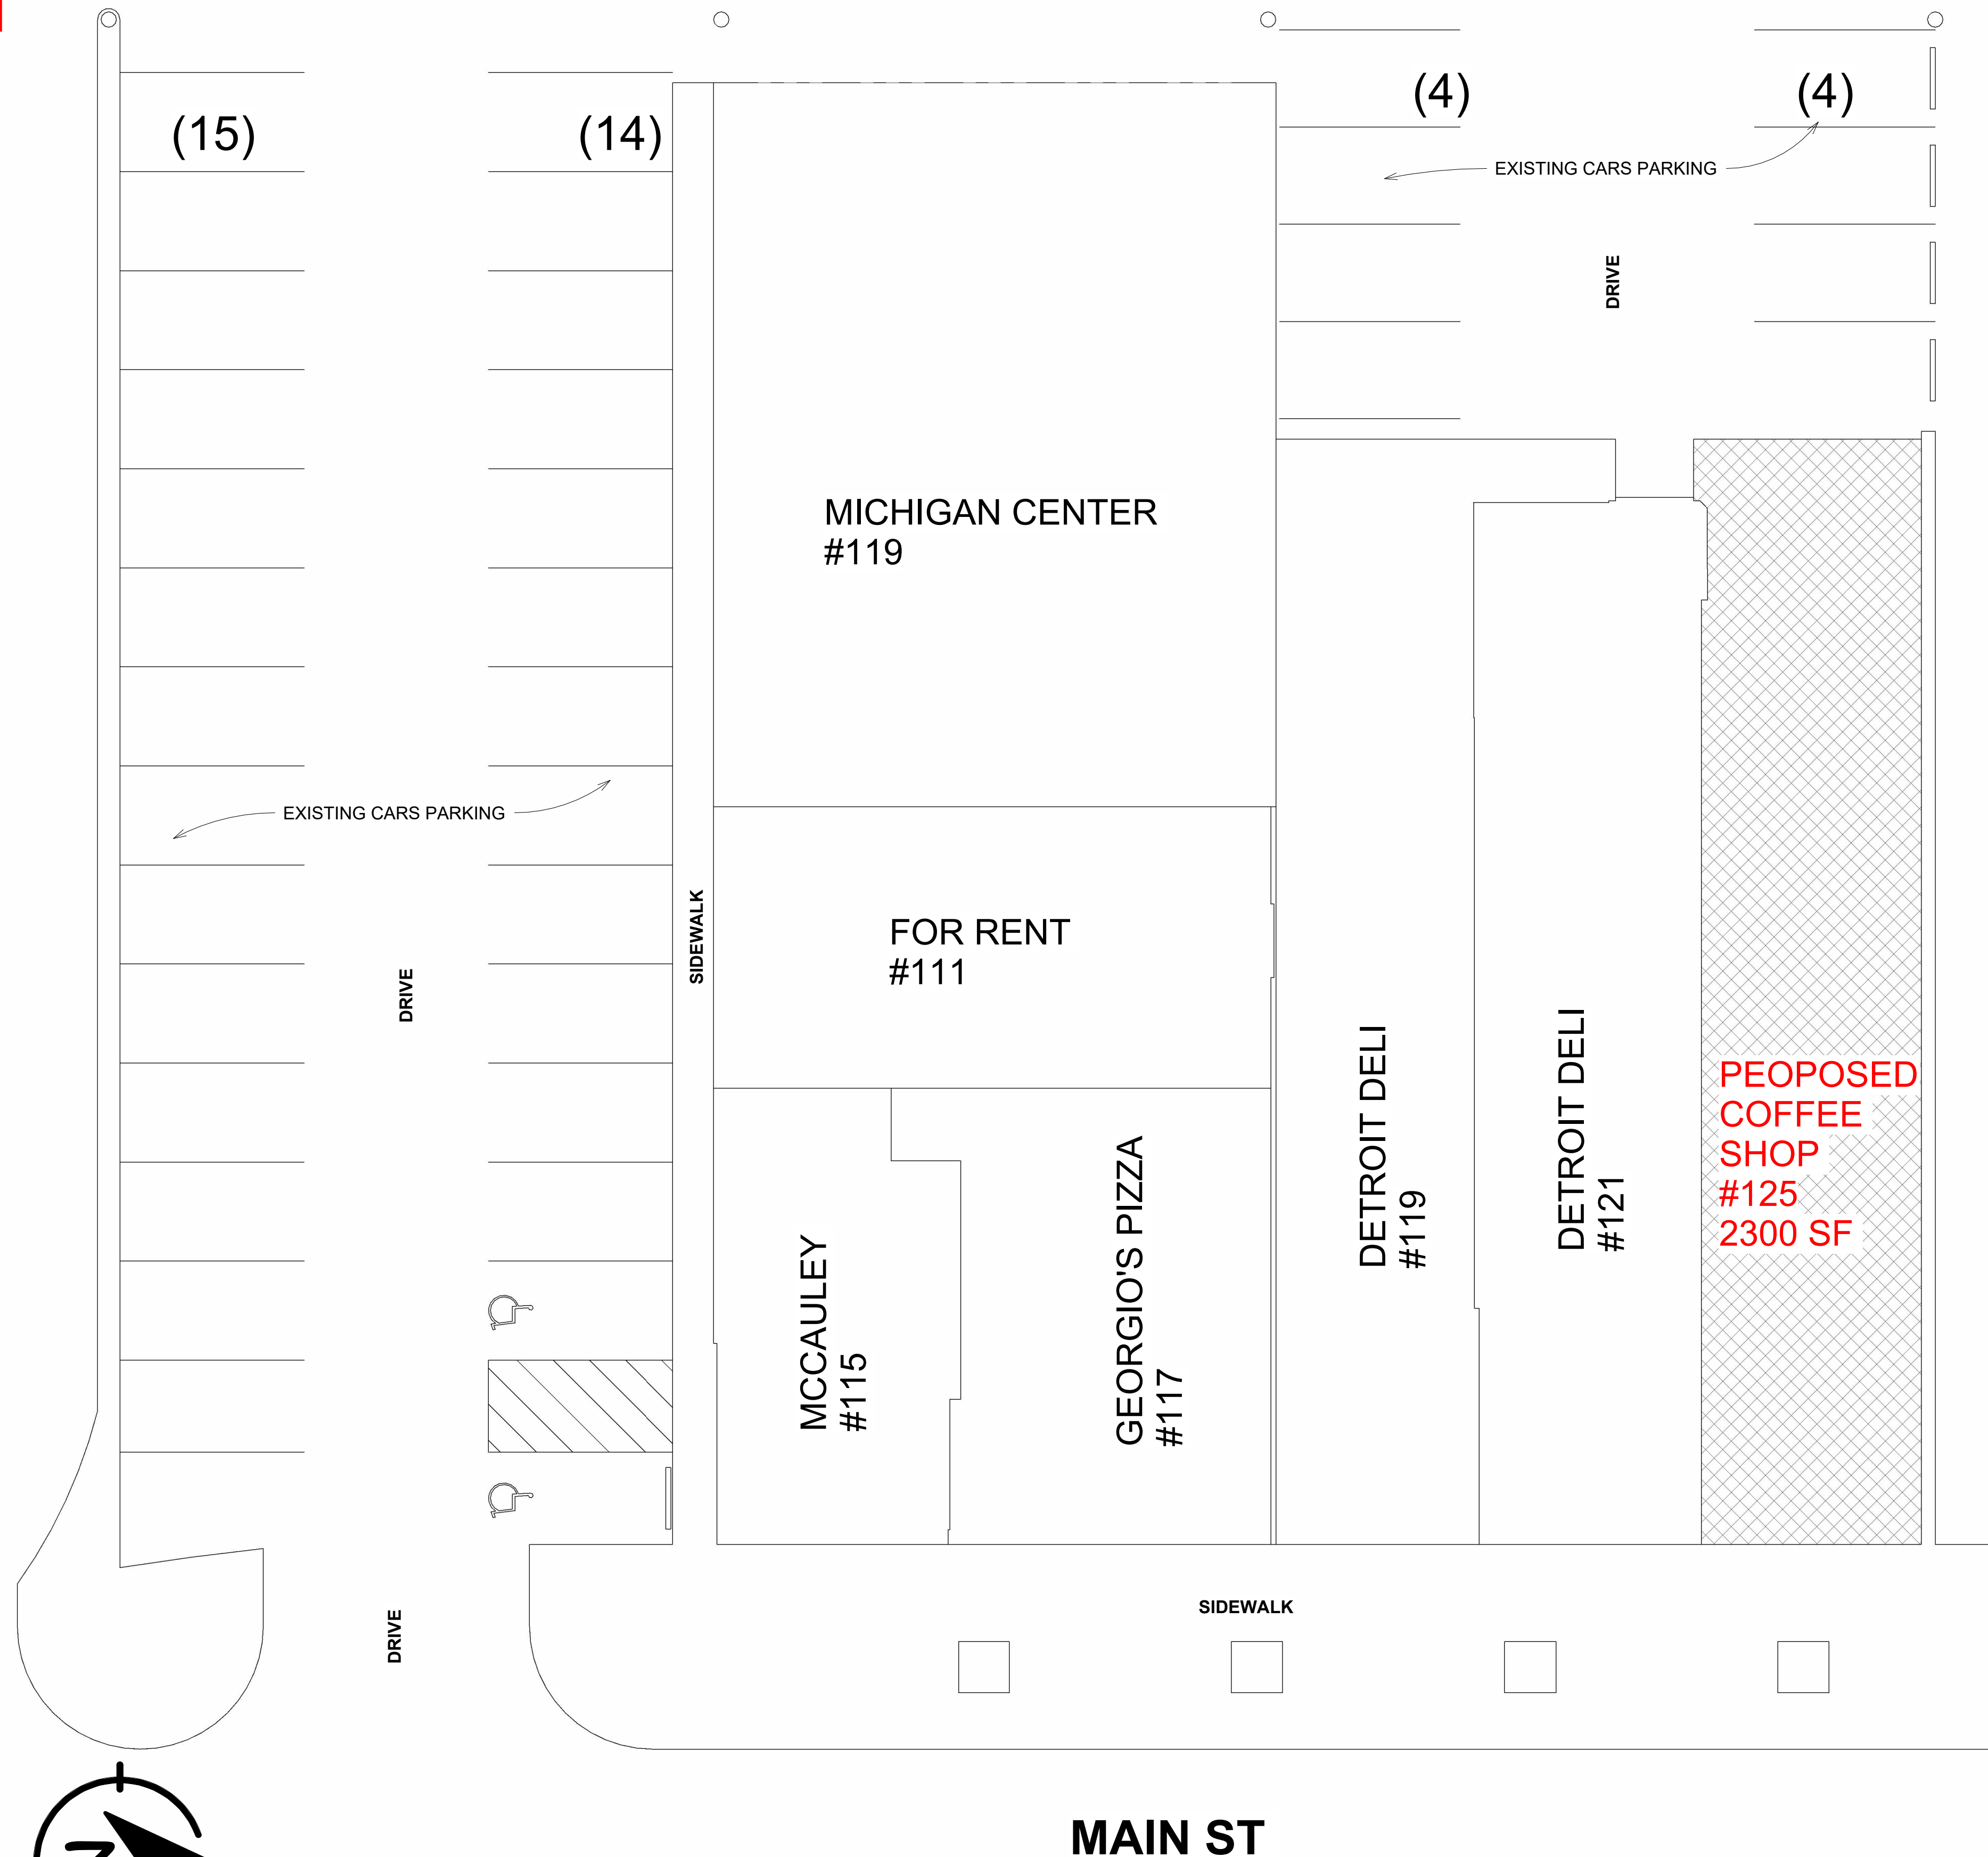 (15)
(14)
(4)
(4)
EXISTING CARS PARKING
DRIVE
MICHIGAN CENTER
#119
EXISTING CARS PARKING
SIDEWALK
FOR RENT
#111
DRIVE
DETROIT DELI
#119
DETROIT DELI
#121
PEOPOSED
COFFEE
SHOP
#125
2300 SF
MCCAULEY
#115
GEORGIO'S PIZZA
#117
SIDEWALK
DRIVE
MAIN ST